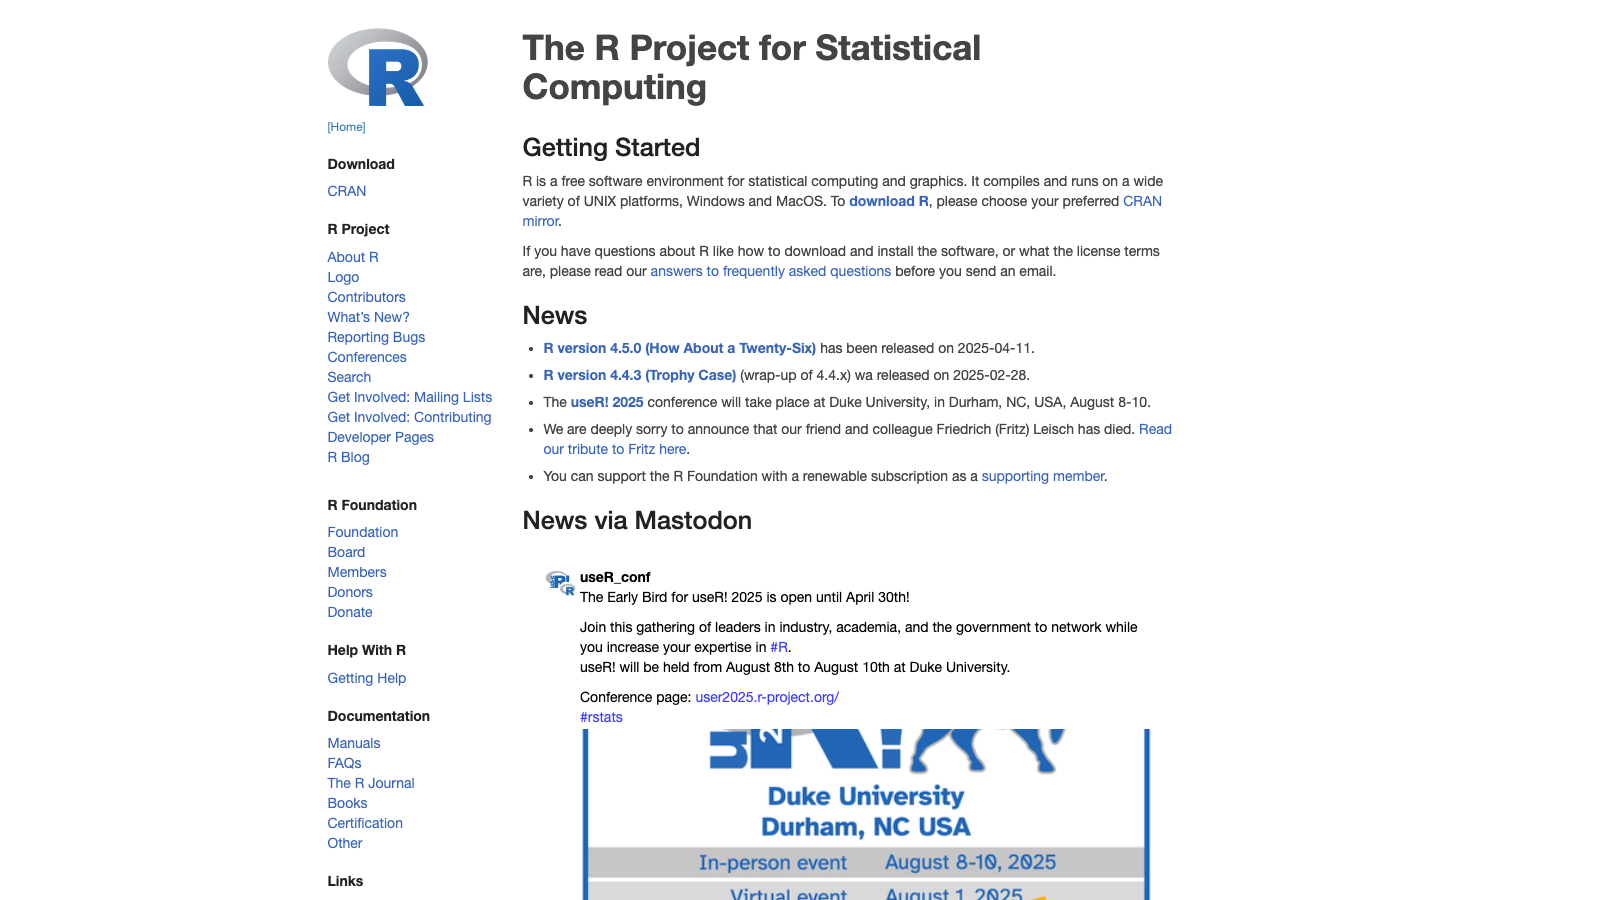 R
[Home]
Download
CRAN
R Project
About R
Logo
Contributors
What's New?
Reporting Bugs
Conferences
Search
Get Involved: Mailing Lists
Get Involved: Contributing
Developer Pages
R Blog
R Foundation
Foundation
Board
Members
Donors
Donate
Help With R
Getting Help
Documentation
Manuals
FAQs
The R Journal
Books
Certification
Other
Links
The R Project for Statistical
Computing
Getting Started
R is a free software environment for statistical computing and graphics. It compiles and runs on a wide
variety of UNIX platforms, Windows and MacOS. To download R, please choose your preferred CRAN
mirror.
If you have questions about R like how to download and install the software, or what the license terms
are, please read our answers to frequently asked questions before you send an email.
News
• R version 4.5.0 (How About a Twenty-Six) has been released on 2025-04-11.
• R version 4.4.3 (Trophy Case) (wrap-up of 4.4.x) wa released on 2025-02-28.
• The useR! 2025 conference will take place at Duke University, in Durham, NC, USA, August 8-10.
• We are deeply sorry to announce that our friend and colleague Friedrich (Fritz) Leisch has died. Read
our tribute to Fritz here.
• You can support the R Foundation with a renewable subscription as a supporting member.
News via Mastodon
useR_conf
The Early Bird for useR! 2025 is open until April 30th!
Join this gathering of leaders in industry, academia, and the government to network while
you increase your expertise in #R.
useR! will be held from August 8th to August 10th at Duke University.
Conference page: user2025.r-project.org/
#rstats
Duke University
Durham, NC USA
In-person event August 8-10, 2025
Virtual event August 1, 2025